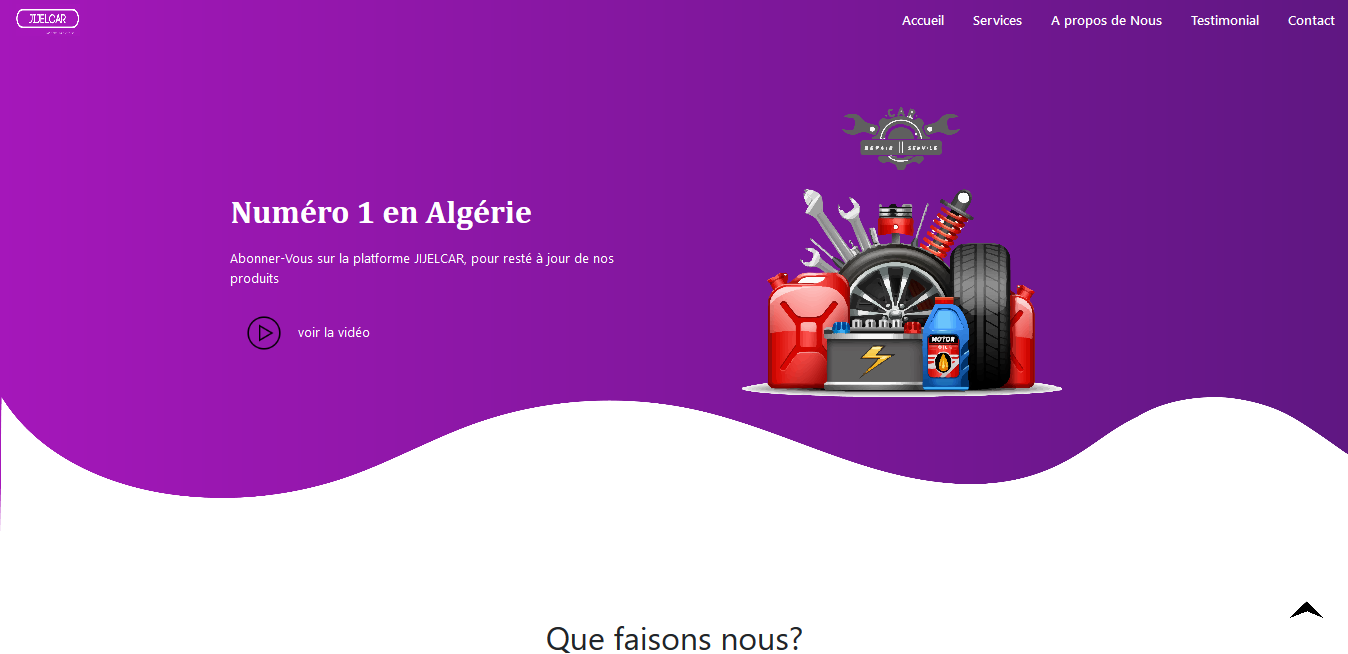 JIJELCAR
Accueil Services A propos de Nous Testimonial Contact
CAR
REPAIR SERVICE
Numéro 1 en Algérie
Abonner-Vous sur la platforme JIJELCAR, pour resté à jour de nos
produits
voir la vidéo
MOTOR
OIL
Que faisons nous?